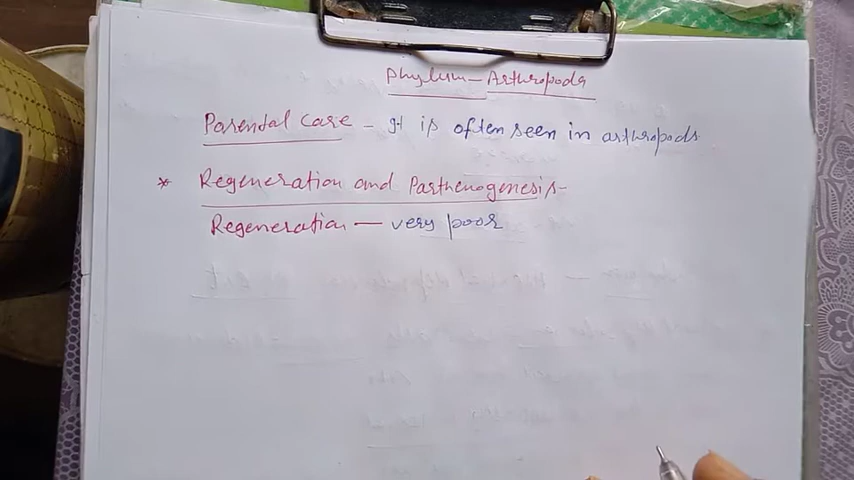 Phylum - Arthropoda
Parental care - It is often seen in arthropods
* Regeneration and Parthenogenesis-
Regeneration — very poor